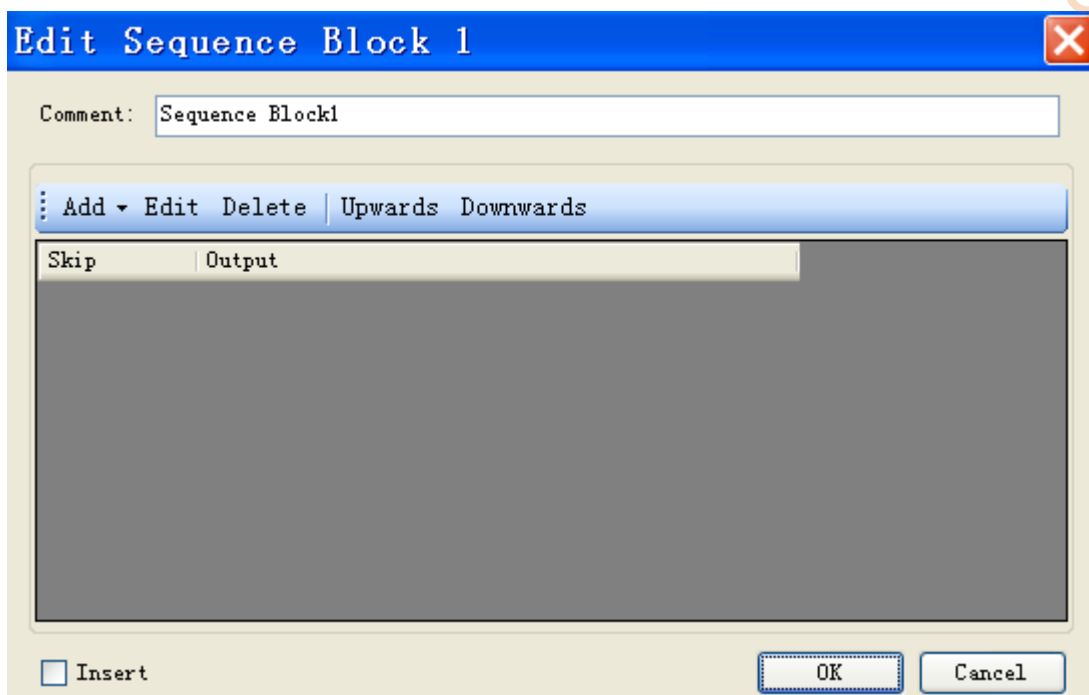 Edit Sequence Block 1
Comment: Sequence Block1
Add Edit Delete Upwards Downwards
Skip Output
Insert OK Cancel